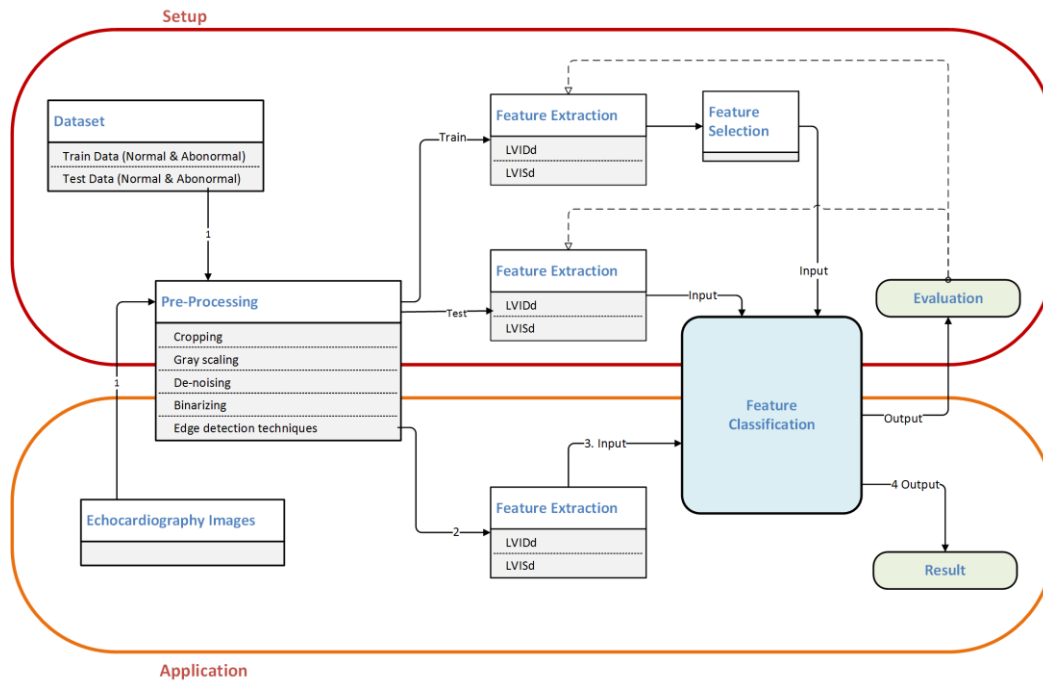 Setup
Dataset
Train Data (Normal & Abonormal)
Test Data (Normal & Abonormal)
1
Train
Feature Extraction
LVIDd
LVISd
Feature
Selection
Input
Pre-Processing
Cropping
Gray scaling
De-noising
Binarizing
Edge detection techniques
Test
Feature Extraction
LVIDd
LVISd
Input
Evaluation
1
Feature
Classification
Output
Echocardiography Images
2
Feature Extraction
LVIDd
LVISd
3. Input
4 Output
Result
Application